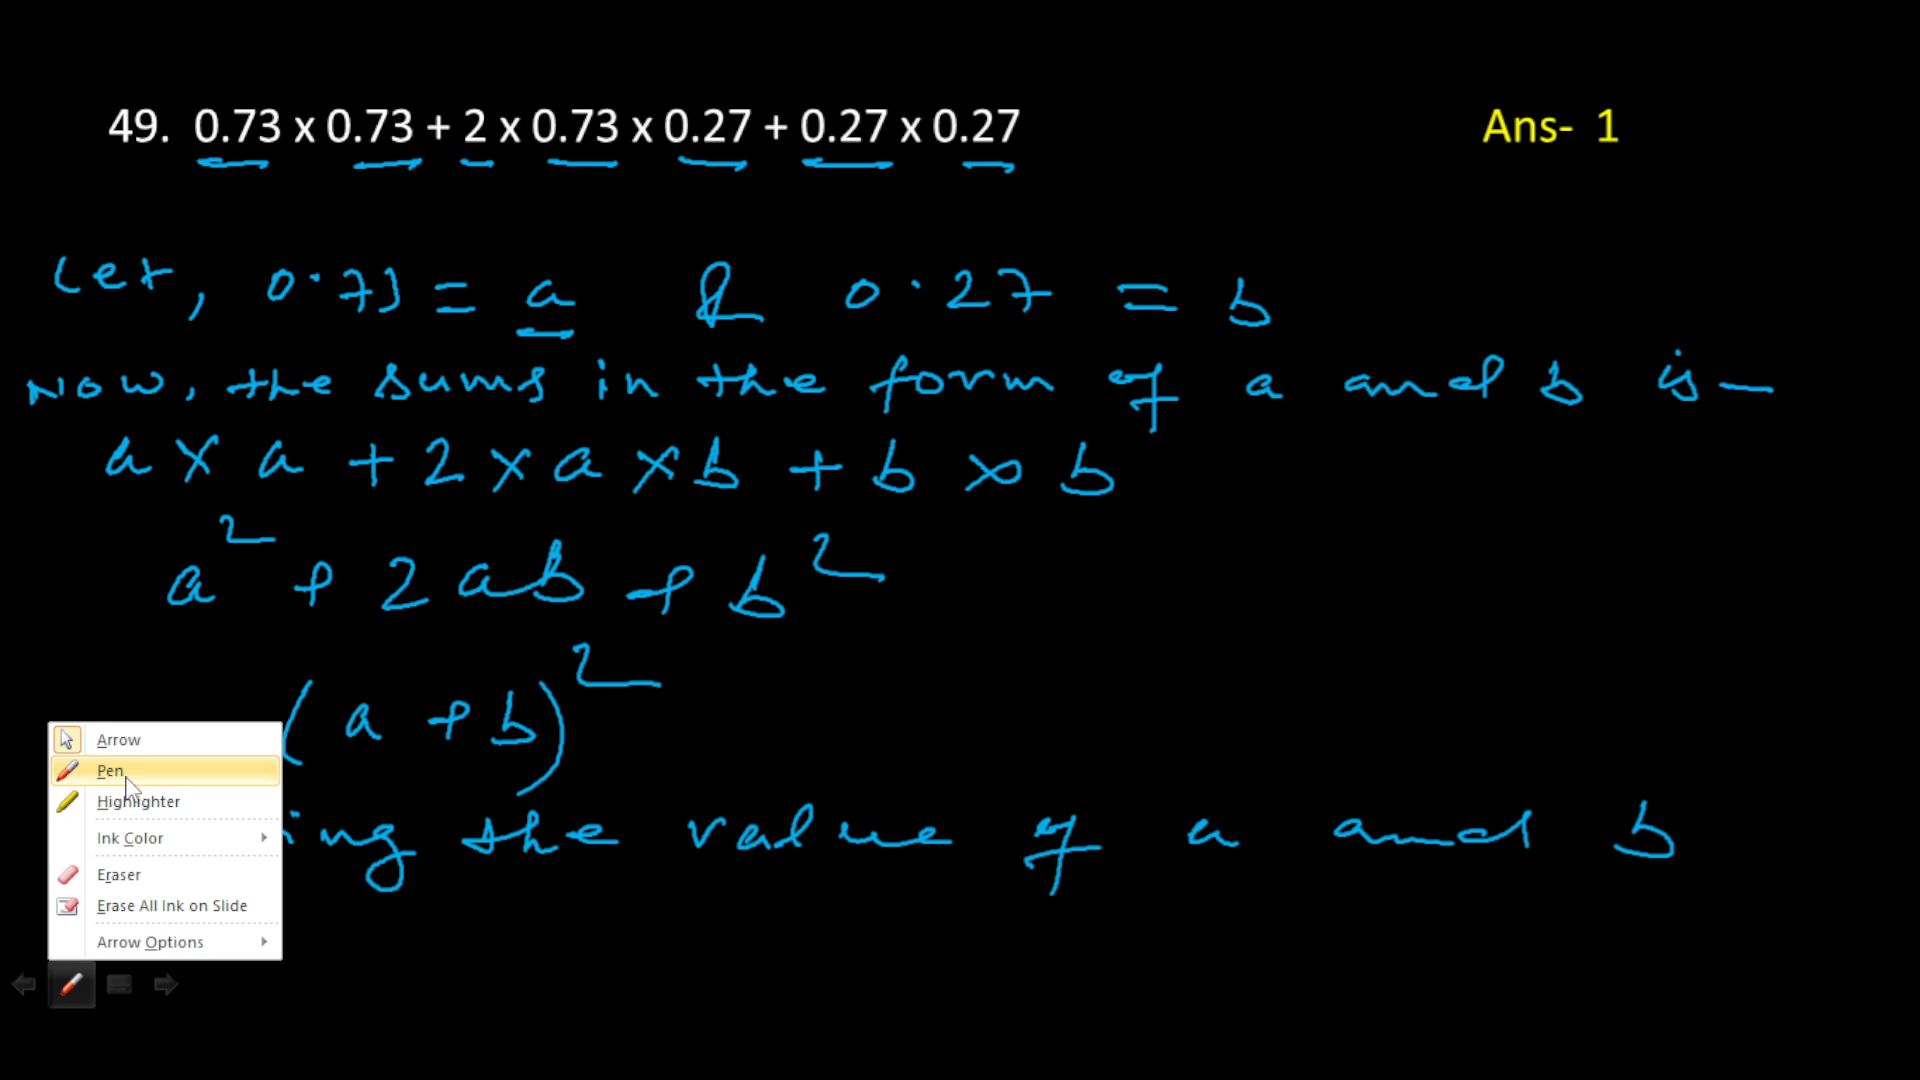 49. 0.73 x 0.73 + 2 x 0.73 x 0.27 + 0.27 x 0.27
Ans- 1
Let, 0.73 = a & 0.27 = b
Now, the sums in the form of a and b is —
a × a + 2 × a × b + b × b
a² + 2ab + b²
(a + b)²
ing the value of a and b
Arrow
Pen
Highlighter
Ink Color
Eraser
Erase All Ink on Slide
Arrow Options